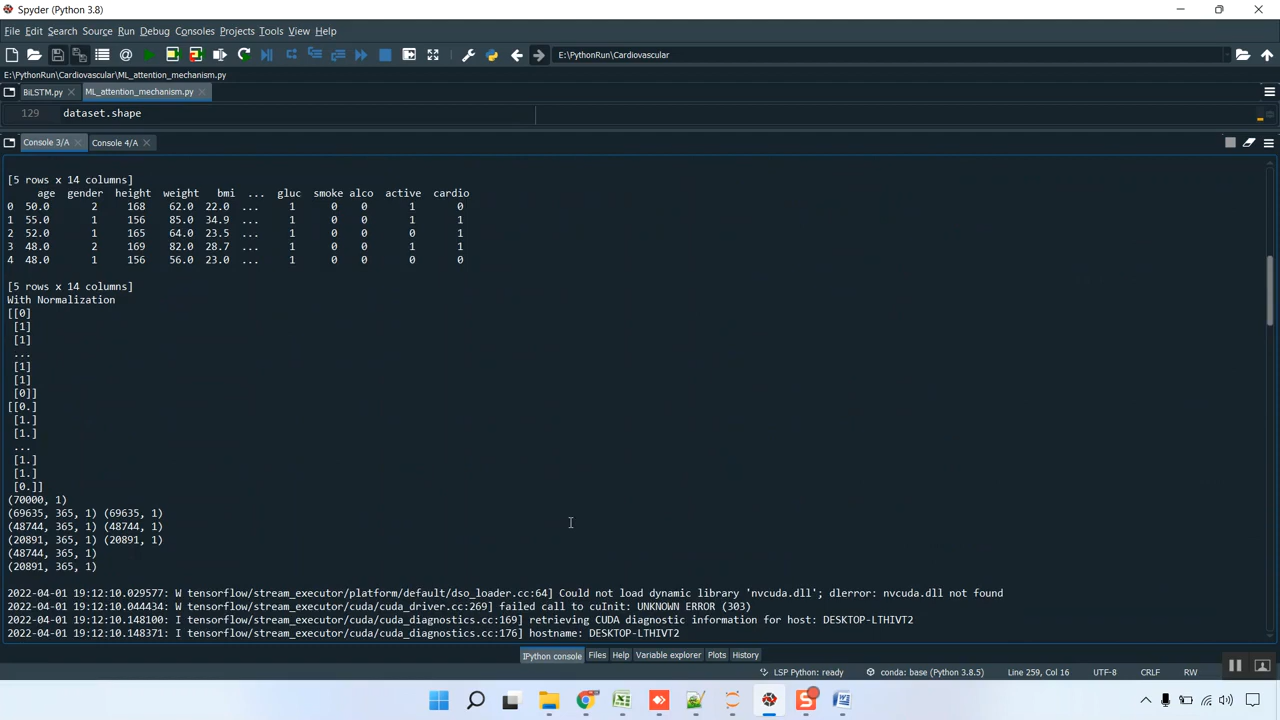 Spyder (Python 3.8)
File Edit Search Source Run Debug Consoles Projects Tools View Help
E:\PythonRun\Cardiovascular
E:\PythonRun\Cardiovascular\ML_attention_mechanism.py
BiLSTM.py ML_attention_mechanism.py
129 dataset.shape
Console 3/A Console 4/A
[5 rows x 14 columns]
age gender height weight bmi ... gluc smoke alco active cardio
0 50.0 2 168 62.0 22.0 ... 1 0 0 1 0
1 55.0 1 156 85.0 34.9 ... 1 0 0 1 1
2 52.0 1 165 64.0 23.5 ... 1 0 0 0 1
3 48.0 2 169 82.0 28.7 ... 1 0 0 1 1
4 48.0 1 156 56.0 23.0 ... 1 0 0 0 0
[5 rows x 14 columns]
With Normalization
[[0]
[1]
[1]
...
[1]
[1]
[0]]
[[0.]
[1.]
[1.]
...
[1.]
[1.]
[0.]]
(70000, 1)
(69635, 365, 1) (69635, 1)
(48744, 365, 1) (48744, 1)
(20891, 365, 1) (20891, 1)
(48744, 365, 1)
(20891, 365, 1)
2022-04-01 19:12:10.029577: W tensorflow/stream_executor/platform/default/dso_loader.cc:64] Could not load dynamic library 'nvcuda.dll'; dlerror: nvcuda.dll not found
2022-04-01 19:12:10.044434: W tensorflow/stream_executor/cuda/cuda_driver.cc:269] failed call to cuInit: UNKNOWN ERROR (303)
2022-04-01 19:12:10.148100: I tensorflow/stream_executor/cuda/cuda_diagnostics.cc:169] retrieving CUDA diagnostic information for host: DESKTOP-LTHIVT2
2022-04-01 19:12:10.148371: I tensorflow/stream_executor/cuda/cuda_diagnostics.cc:176] hostname: DESKTOP-LTHIVT2
IPython console Files Help Variable explorer Plots History
LSP Python: ready conda: base (Python 3.8.5) Line 259, Col 16 UTF-8 CRLF RW